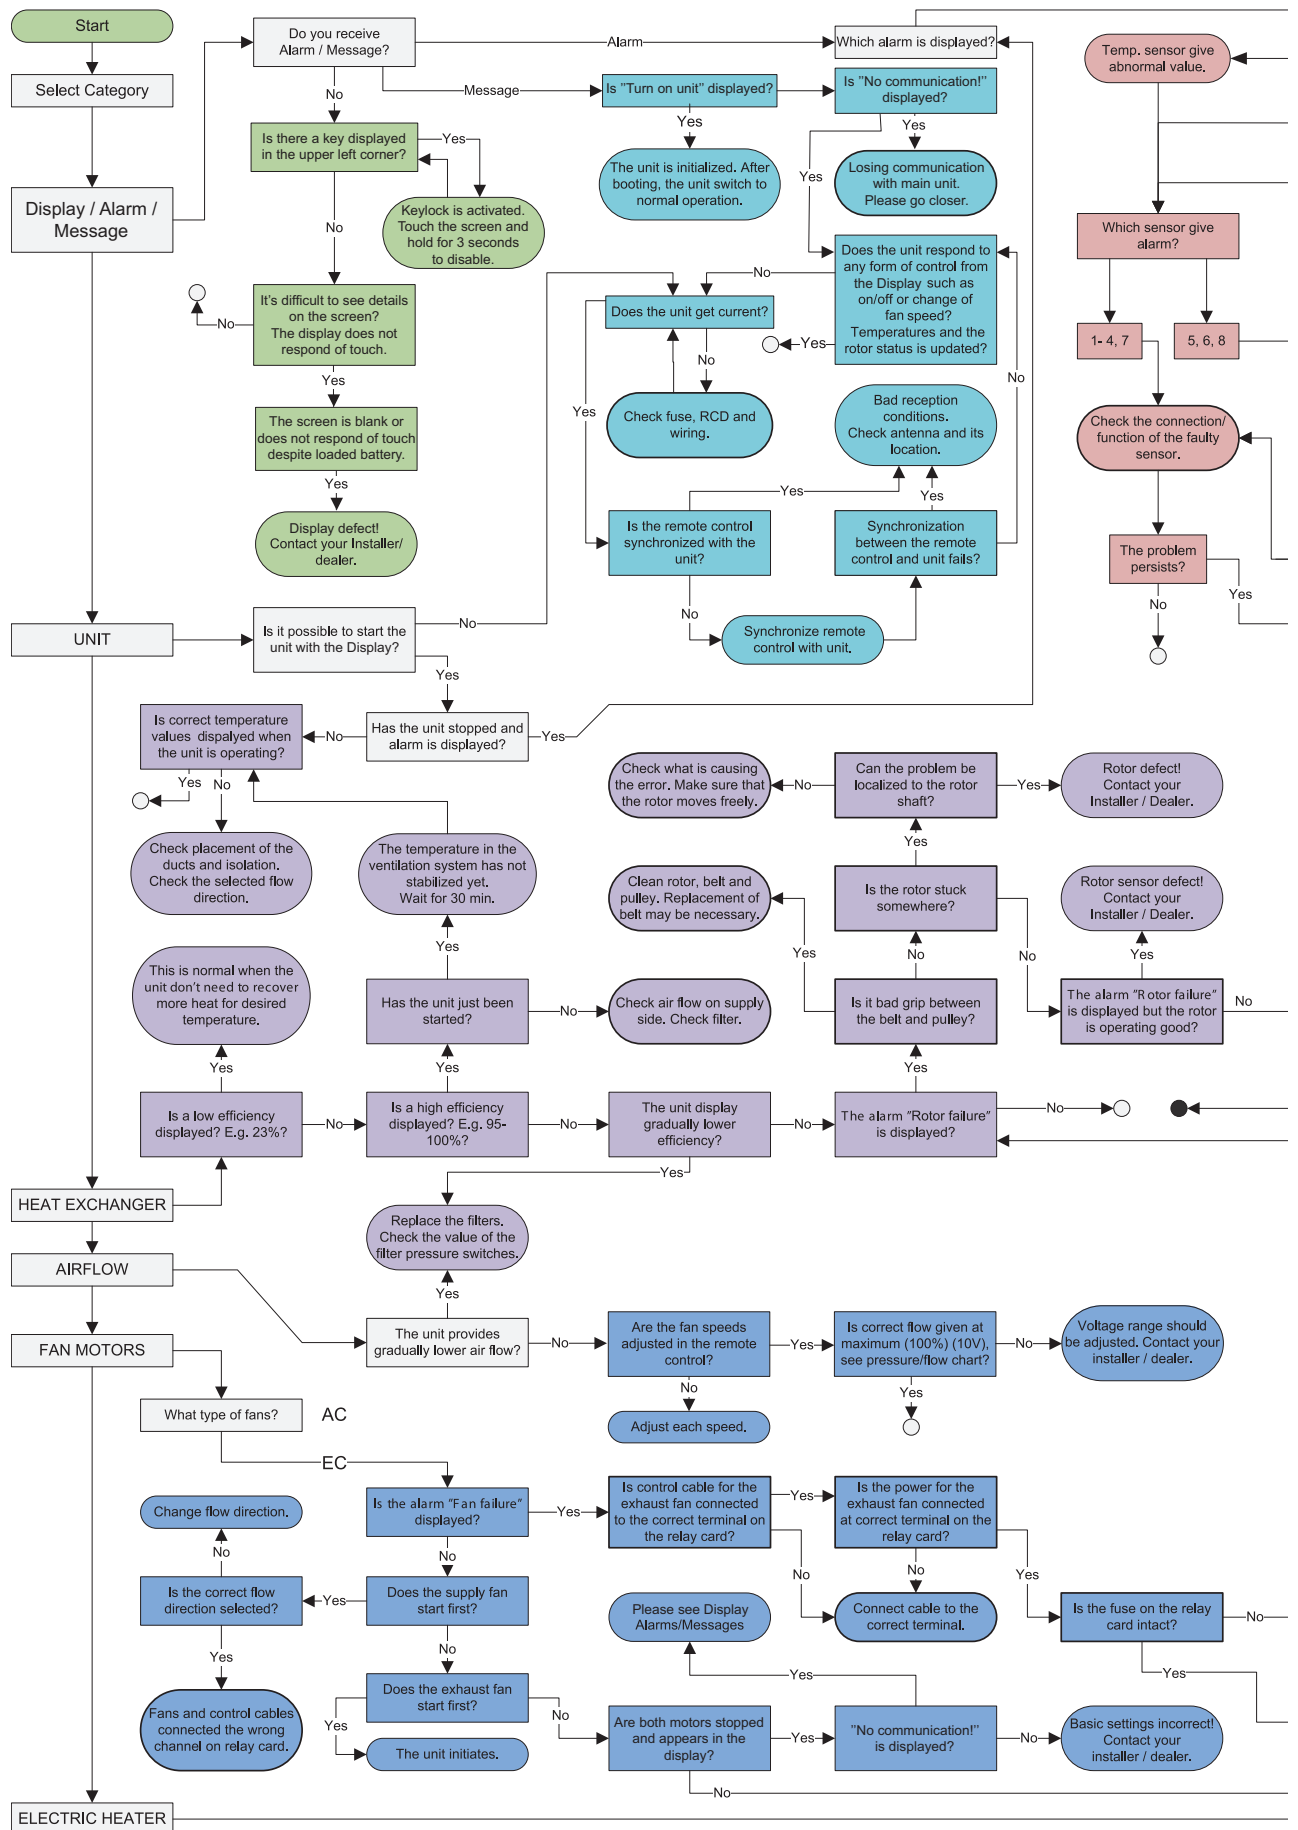 Start
Select Category
Display / Alarm /
Message
Do you receive
Alarm / Message?
Alarm
Which alarm is displayed?
Message
No
Is there a key displayed
in the upper left corner?
Yes
Keylock is activated.
Touch the screen and
hold for 3 seconds
to disable.
No
It's difficult to see details
on the screen?
The display does not
respond of touch.
No
Yes
The screen is blank or
does not respond of touch
despite loaded battery.
Yes
Display defect!
Contact your Installer/
dealer.
Is "Turn on unit" displayed?
Yes
The unit is initialized. After
booting, the unit switch to
normal operation.
Is "No communication!"
displayed?
Yes
Yes
Losing communication
with main unit.
Please go closer.
Does the unit respond to
any form of control from
the Display such as
on/off or change of
fan speed?
Temperatures and the
rotor status is updated?
No
Yes
Does the unit get current?
No
Yes
Check fuse, RCD and
wiring.
Bad reception
conditions.
Check antenna and its
location.
Yes
Yes
No
Is the remote control
synchronized with the
unit?
Synchronization
between the remote
control and unit fails?
No
Synchronize remote
control with unit.
Temp. sensor give
abnormal value.
Which sensor give
alarm?
1- 4, 7
5, 6, 8
Check the connection/
function of the faulty
sensor.
The problem
persists?
No
Yes
UNIT
Is it possible to start the
unit with the Display?
No
Yes
Has the unit stopped and
alarm is displayed?
No
Yes
Is correct temperature
values  dispalyed when
the unit is operating?
Yes
No
Check placement of the
ducts and isolation.
Check the selected flow
direction.
The temperature in the
ventilation system has not
stabilized yet.
Wait for 30 min.
Yes
Check what is causing
the error. Make sure that
the rotor moves freely.
No
Can the problem be
localized to the rotor
shaft?
Yes
Rotor defect!
Contact your
Installer / Dealer.
Yes
Clean rotor, belt and
pulley. Replacement of
belt may be necessary.
Is the rotor stuck
somewhere?
Rotor sensor defect!
Contact your
Installer / Dealer.
Yes
No
No
Yes
This is normal when the
unit don't need to recover
more heat for desired
temperature.
Has the unit just been
started?
No
Check air flow on supply
side. Check filter.
Is it bad grip between
the belt and pulley?
The alarm "Rotor failure"
is displayed but the rotor
is operating good?
No
Yes
Yes
Yes
Is a low efficiency
displayed? E.g. 23%?
No
Is a high efficiency
displayed? E.g. 95-
100%?
No
The unit display
gradually lower
efficiency?
No
The alarm "Rotor failure"
is displayed?
No
Yes
HEAT EXCHANGER
Replace the filters.
Check the value of the
filter pressure switches.
AIRFLOW
Yes
The unit provides
gradually lower air flow?
No
Are the fan speeds
adjusted in the remote
control?
Yes
Is correct flow given at
maximum (100%) (10V),
see pressure/flow chart?
No
Voltage range should
be adjusted. Contact your
installer / dealer.
No
Yes
Adjust each speed.
FAN MOTORS
What type of fans?
AC
EC
Is the alarm "Fan failure"
displayed?
Yes
Is control cable for the
exhaust fan connected
to the correct terminal on
the relay card?
Yes
Is the power for the
exhaust fan connected
at correct terminal on the
relay card?
Change flow direction.
No
No
No
No
Yes
Is the correct flow
direction selected?
Yes
Does the supply fan
start first?
Please see Display
Alarms/Messages
Connect cable to the
correct terminal.
Is the fuse on the relay
card intact?
No
Yes
No
Yes
Yes
Fans and control cables
connected the wrong
channel on relay card.
Does the exhaust fan
start first?
Yes
No
The unit initiates.
Are both motors stopped
and appears in the
display?
Yes
"No communication!"
is displayed?
No
Basic settings incorrect!
Contact your
installer / dealer.
No
ELECTRIC HEATER